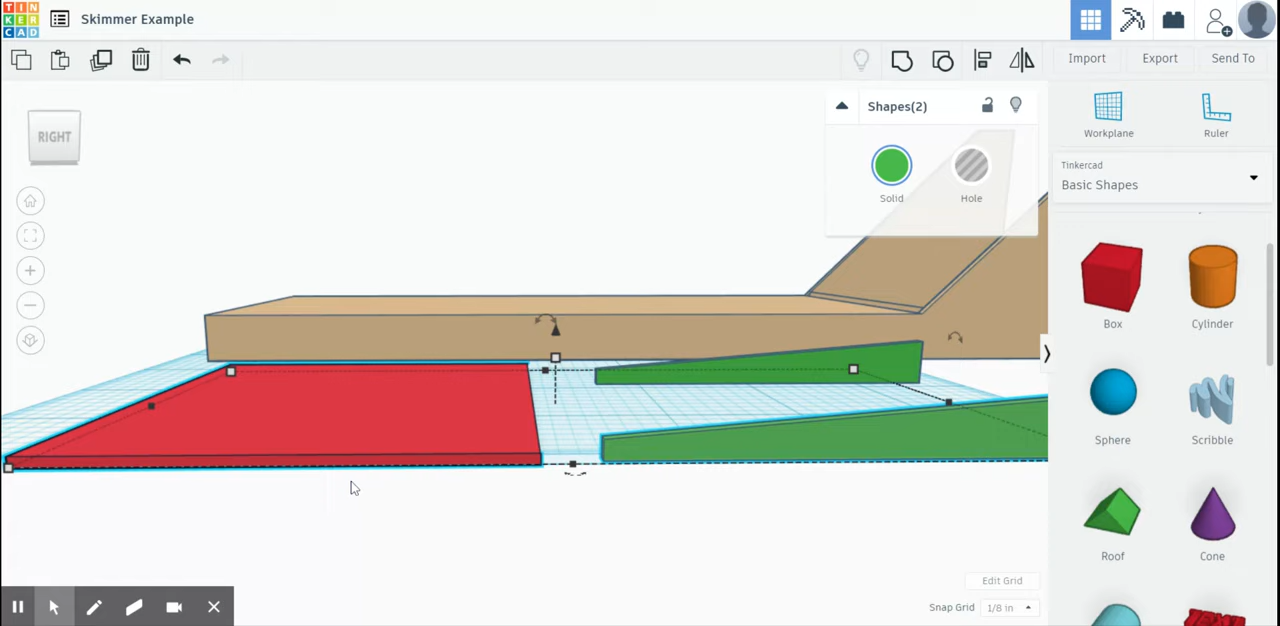 TIN
KER
CAD
Skimmer Example
Import
Export
Send To
RIGHT
Shapes(2)
Solid
Hole
Workplane
Ruler
Tinkercad
Basic Shapes
Box
Cylinder
Sphere
Scribble
Roof
Cone
Edit Grid
Snap Grid
1/8 in